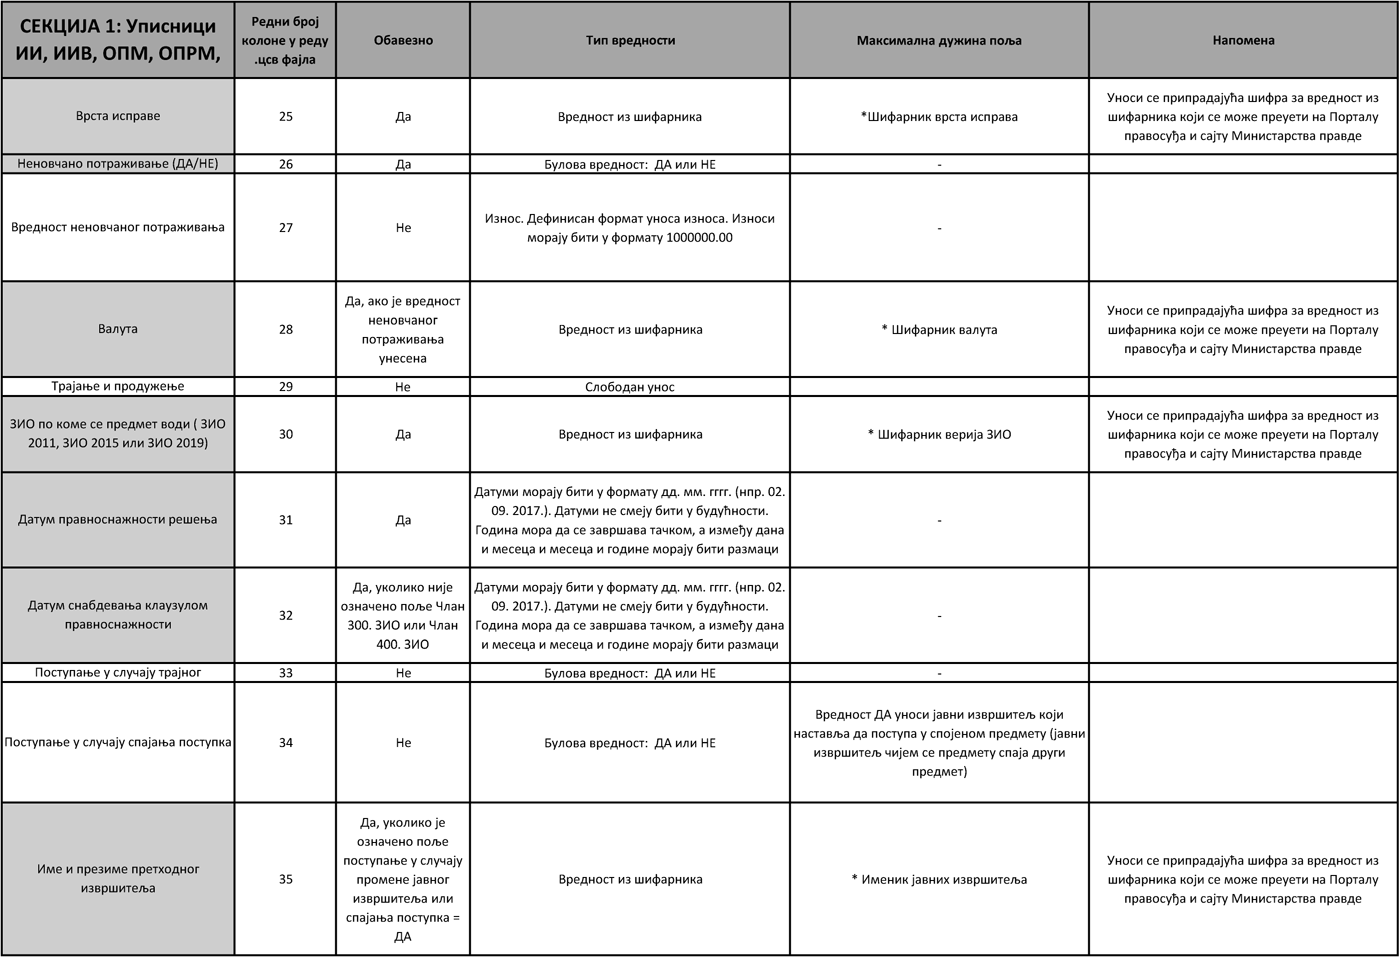 СЕКЦИЈА 1: Уписници
ИИ, ИИВ, ОПМ, ОПРМ,
Редни број
колоне у реду
.цсв фајла
Обавезно
Тип вредности
Максимална дужина поља
Напомена
Врста исправе
25
Да
Вредност из шифарника
*Шифарник врста исправа
Уноси се припрадајућа шифра за вредност из
шифарника који се може преуети на Порталу
правосуђа и сајту Министарства правде
Неновчано потраживање (ДА/НЕ)
26
Да
Булова вредност:  ДА или НЕ
-
Вредност неновчаног потраживања
27
Не
Износ. Дефинисан формат уноса износа. Износи
морају бити у формату 1000000.00
-
Валута
28
Да, ако је вредност
неновчаног
потраживања
унесена
Вредност из шифарника
* Шифарник валута
Уноси се припрадајућа шифра за вредност из
шифарника који се може преуети на Порталу
правосуђа и сајту Министарства правде
Трајање и продужење
29
Не
Слободан унос
ЗИО по коме се предмет води ( ЗИО
2011, ЗИО 2015 или ЗИО 2019)
30
Да
Вредност из шифарника
* Шифарник верија ЗИО
Уноси се припрадајућа шифра за вредност из
шифарника који се може преуети на Порталу
правосуђа и сајту Министарства правде
Датум правноснажности решења
31
Да
Датуми морају бити у формату дд. мм. гггг. (нпр. 02.
09. 2017.). Датуми не смеју бити у будућности.
Година мора да се завршава тачком, а између дана
и месеца и месеца и године морају бити размаци
-
Датум снабдевања клаузулом
правноснажности
32
Да, уколико није
означено поље Члан
300. ЗИО или Члан
400. ЗИО
Датуми морају бити у формату дд. мм. гггг. (нпр. 02.
09. 2017.). Датуми не смеју бити у будућности.
Година мора да се завршава тачком, а између дана
и месеца и месеца и године морају бити размаци
-
Поступање у случају трајног
33
Не
Булова вредност:  ДА или НЕ
-
Поступање у случају спајања поступка
34
Не
Булова вредност:  ДА или НЕ
Вредност ДА уноси јавни извршитељ који
наставља да поступа у спојеном предмету (јавни
извршитељ чијем се предмету спаја други
предмет)
Име и презиме претходног
извршитеља
35
Да, уколико је
означено поље
поступање у случају
промене јавног
извршитеља или
спајања поступка =
ДА
Вредност из шифарника
* Именик јавних извршитеља
Уноси се припрадајућа шифра за вредност из
шифарника који се може преуети на Порталу
правосуђа и сајту Министарства правде